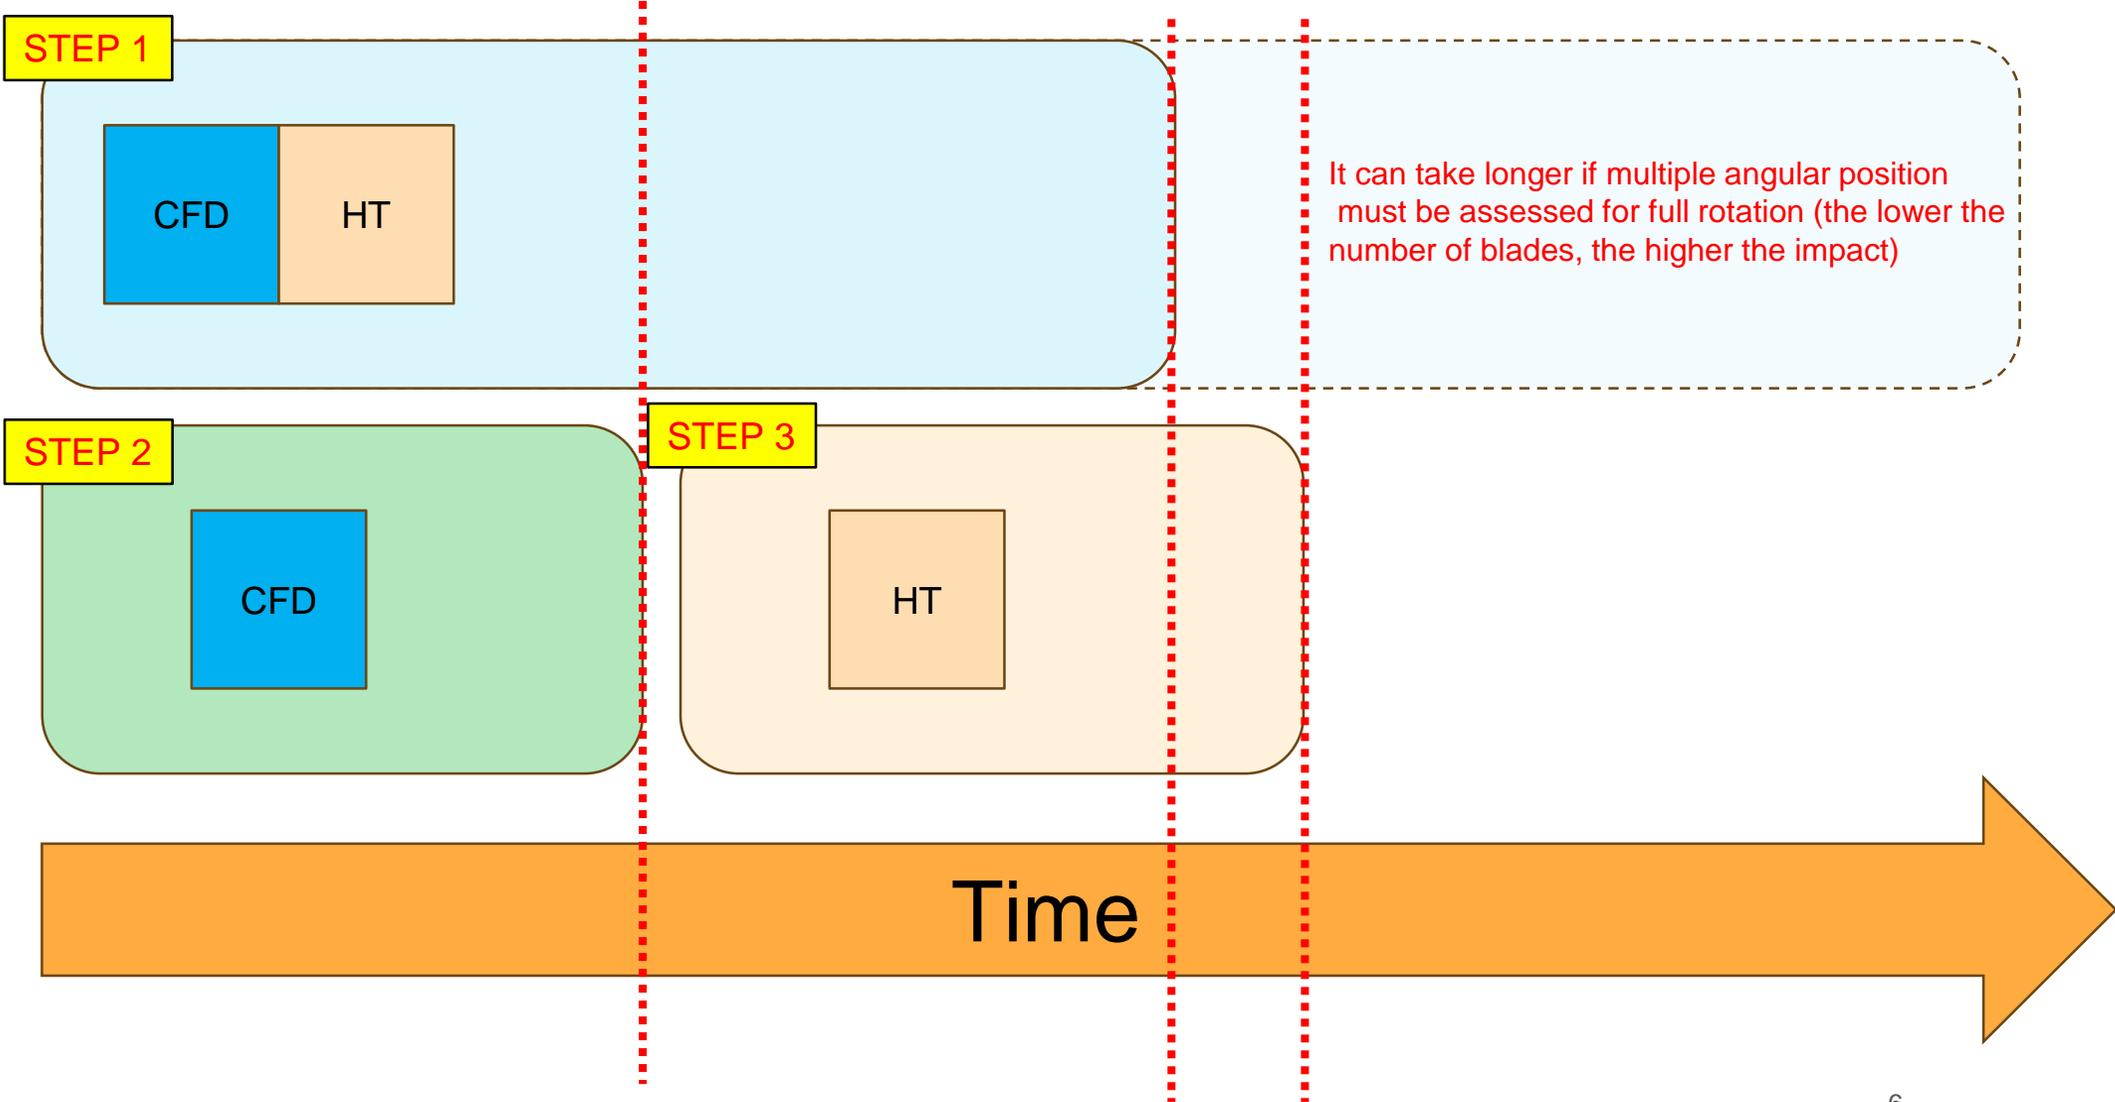 STEP 1
CFD
HT
It can take longer if multiple angular position
must be assessed for full rotation (the lower the
number of blades, the higher the impact)
STEP 2
STEP 3
CFD
HT
Time
6